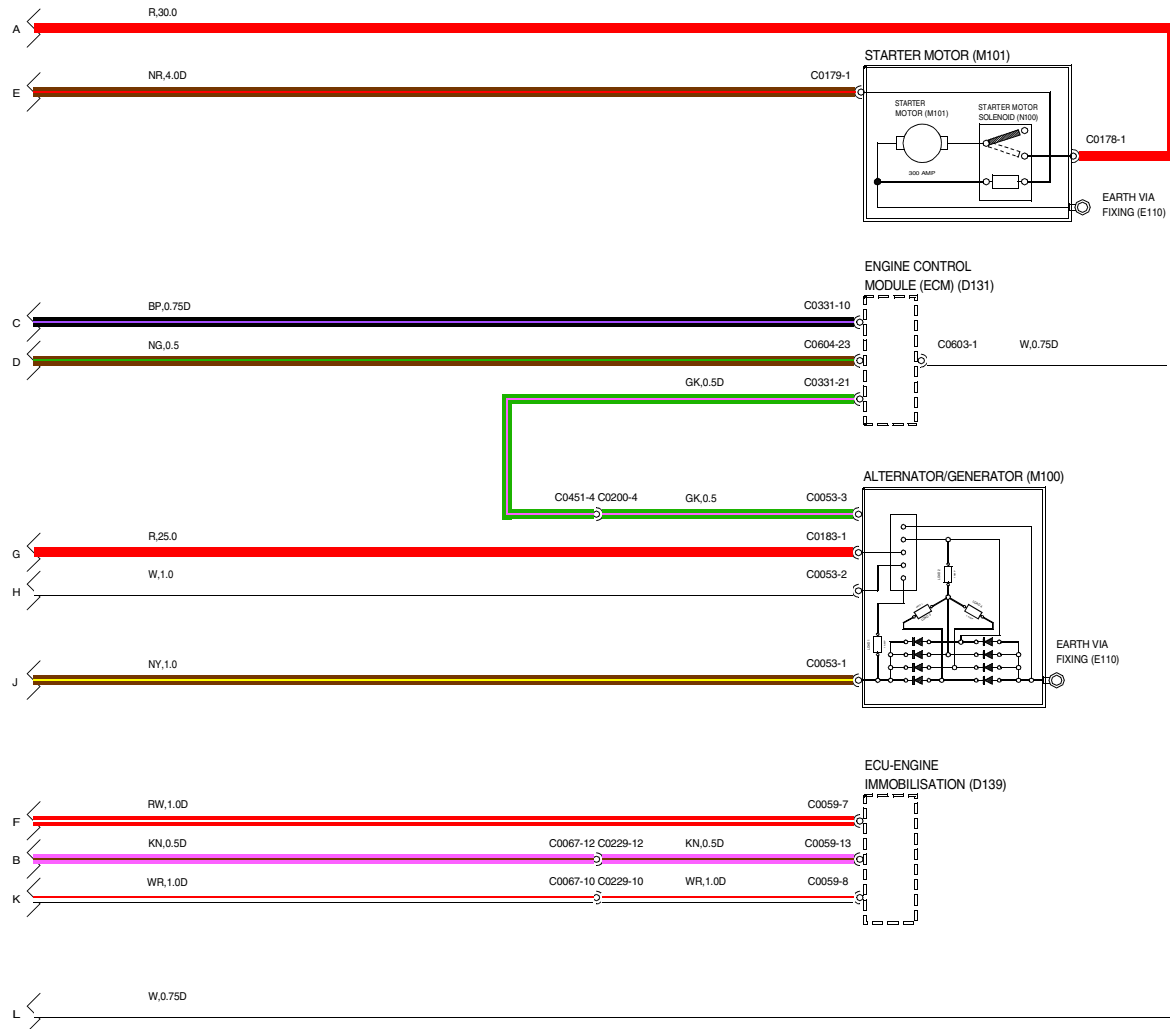 R,30.0
A
STARTER MOTOR (M101)
NR,4.0D
C0179-1
E
STARTER
MOTOR (M101)
STARTER MOTOR
SOLENOID (N100)
C0178-1
300 AMP
EARTH VIA
FIXING (E110)
ENGINE CONTROL
MODULE (ECM) (D131)
BP,0.75D
C0331-10
C
NG,0.5
C0604-23
C0603-1
W,0.75D
D
GK,0.5D
C0331-21
ALTERNATOR/GENERATOR (M100)
C0451-4 C0200-4
GK,0.5
C0053-3
R,25.0
C0183-1
G
W,1.0
C0053-2
H
EARTH VIA
FIXING (E110)
NY,1.0
C0053-1
J
ECU-ENGINE
IMMOBILISATION (D139)
RW,1.0D
C0059-7
F
KN,0.5D
C0067-12 C0229-12
KN,0.5D
C0059-13
B
WR,1.0D
C0067-10 C0229-10
WR,1.0D
C0059-8
K
W,0.75D
L